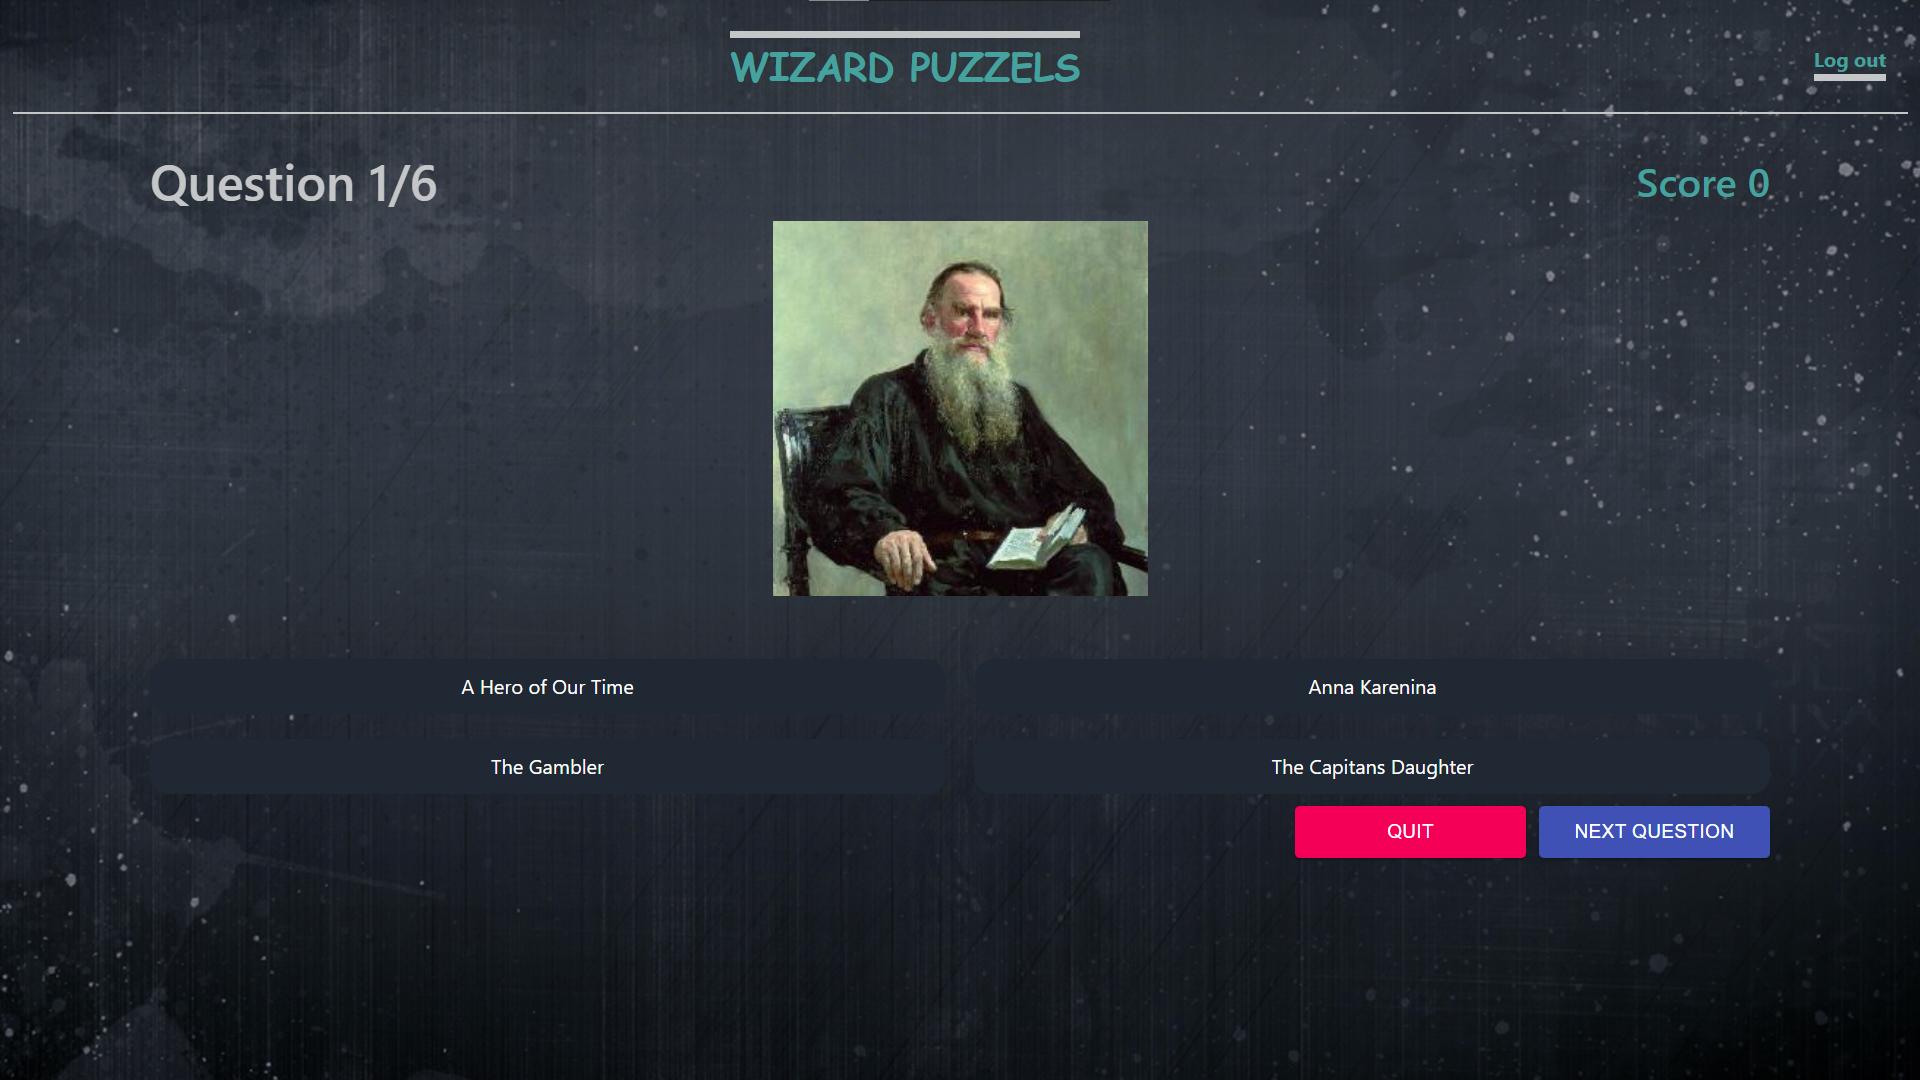 WIZARD PUZZELS
Log out
Question 1/6
Score 0
A Hero of Our Time
Anna Karenina
The Gambler
The Capitans Daughter
QUIT
NEXT QUESTION